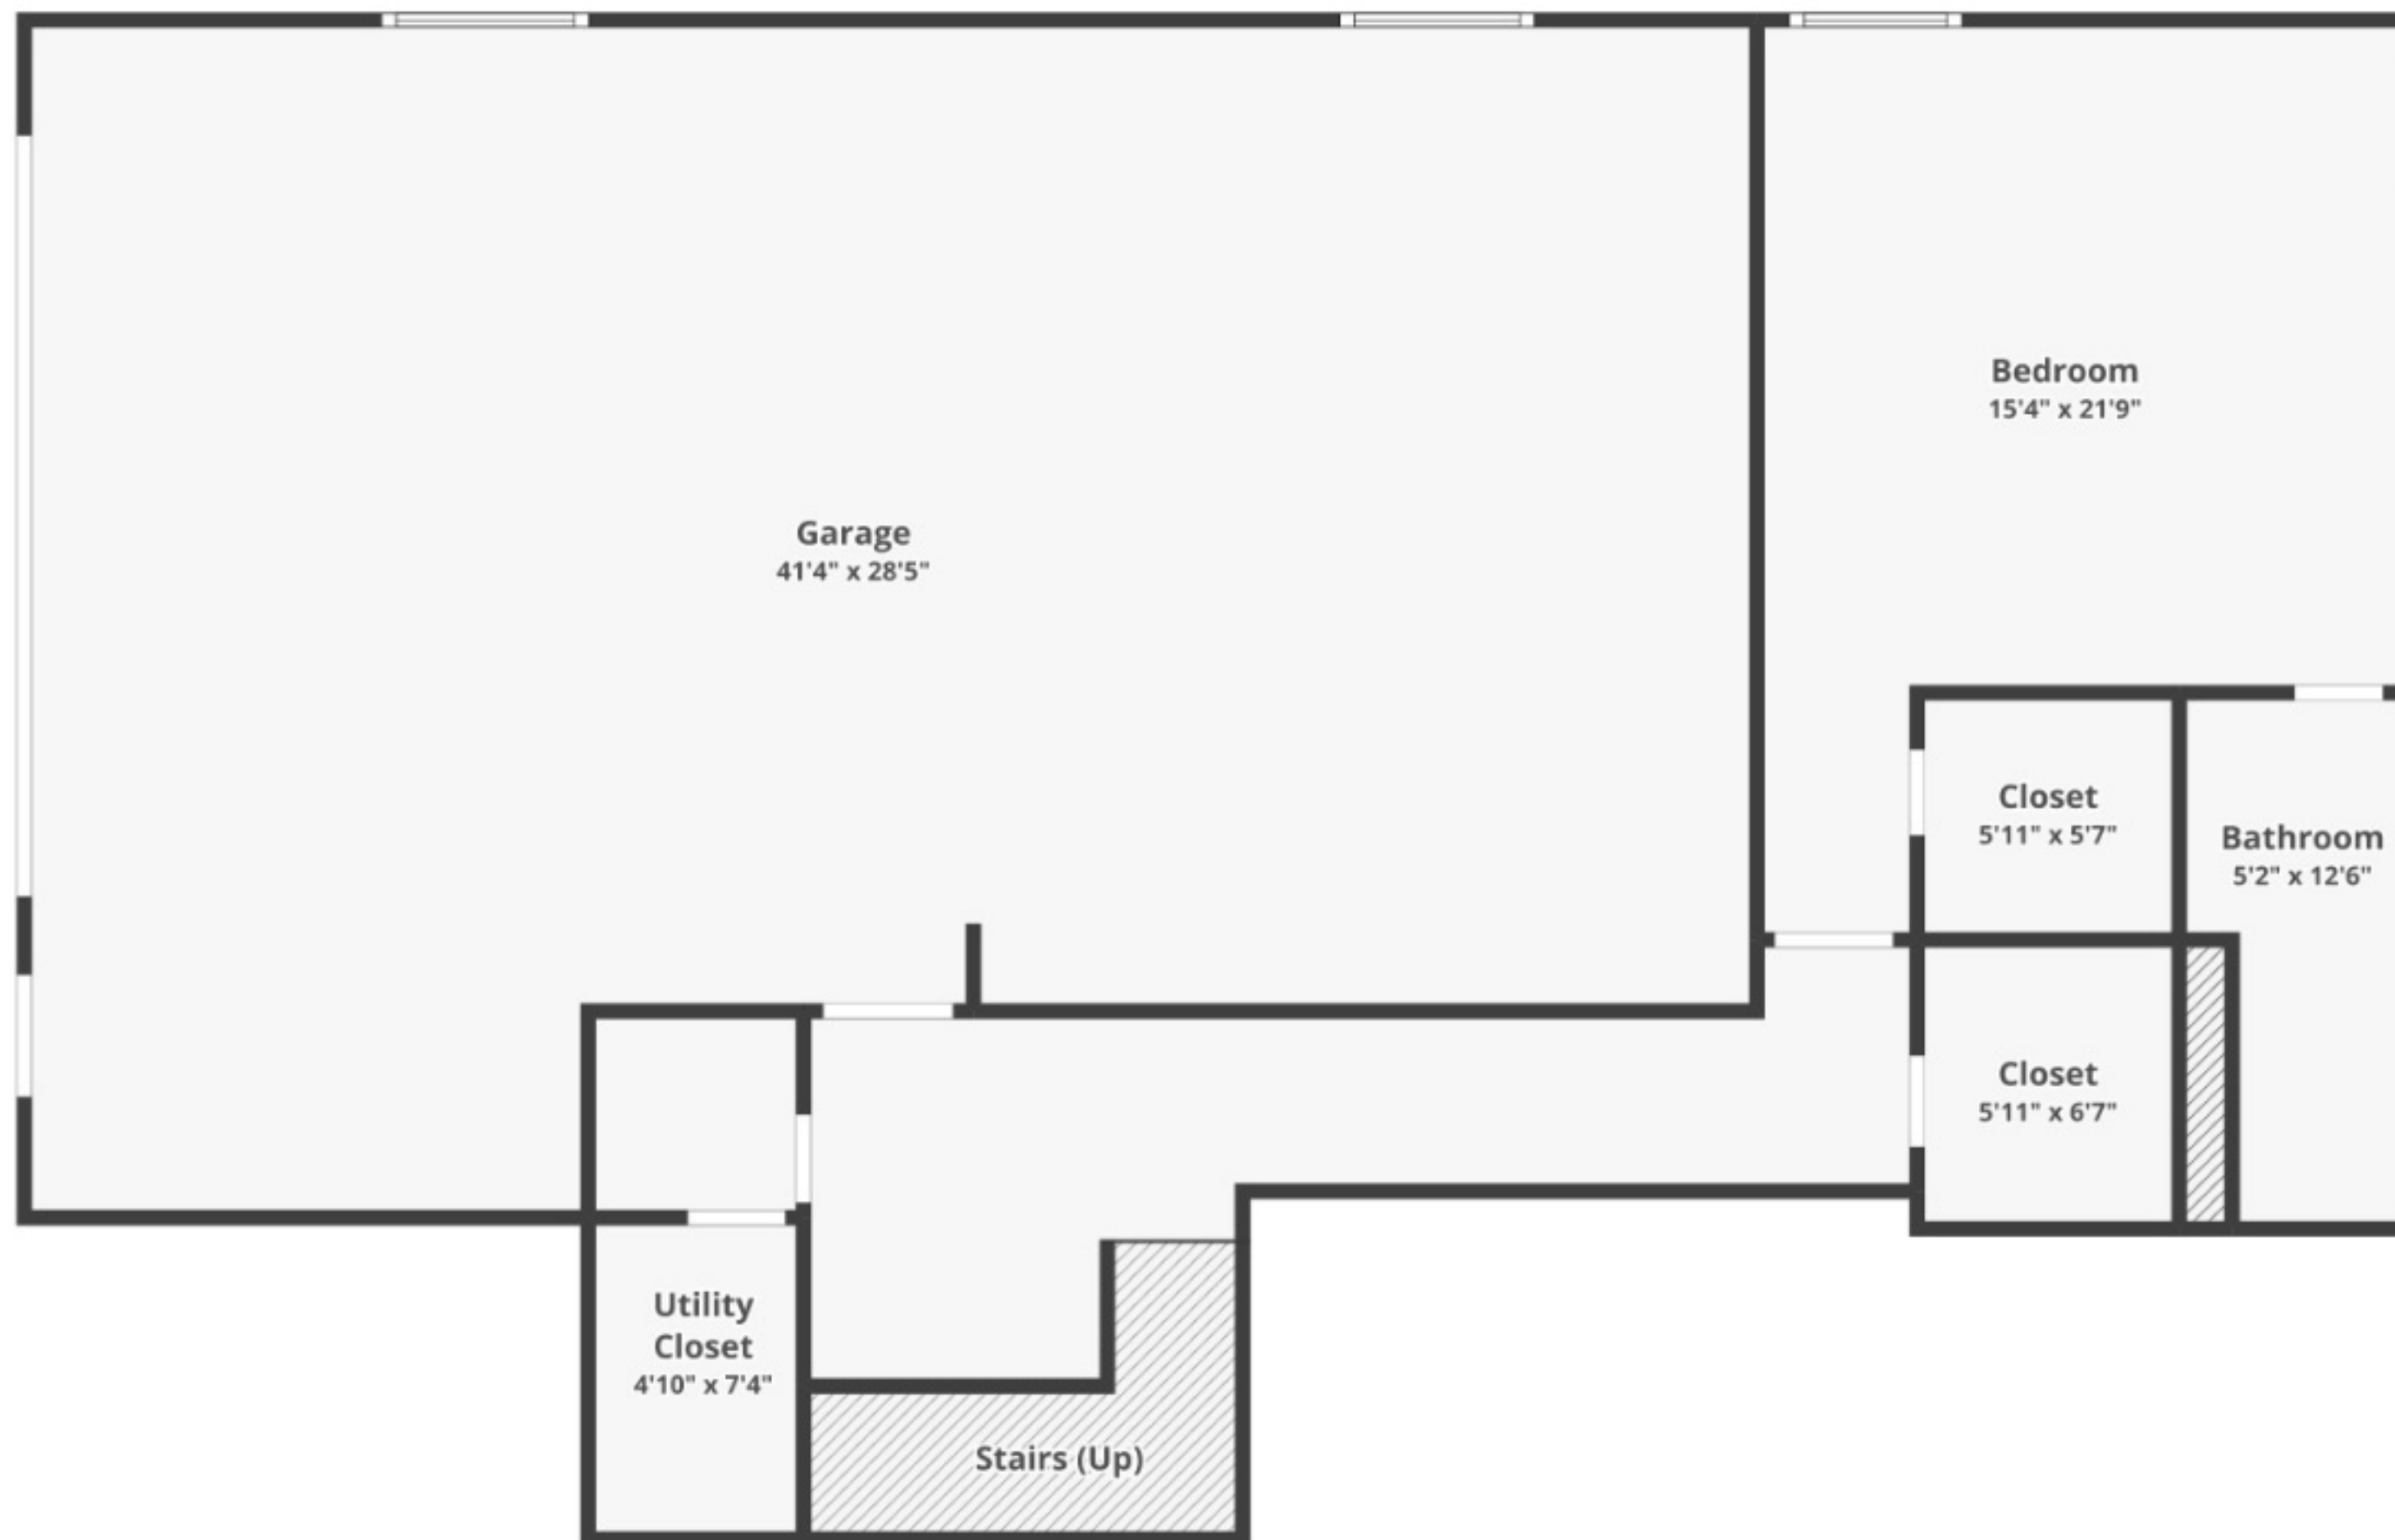 Bedroom
15'4" x 21'9"
Garage
41'4" x 28'5"
Closet
5'11" x 5'7"
Bathroom
5'2" x 12'6"
Closet
5'11" x 6'7"
Utility
Closet
4'10" x 7'4"
Stairs (Up)